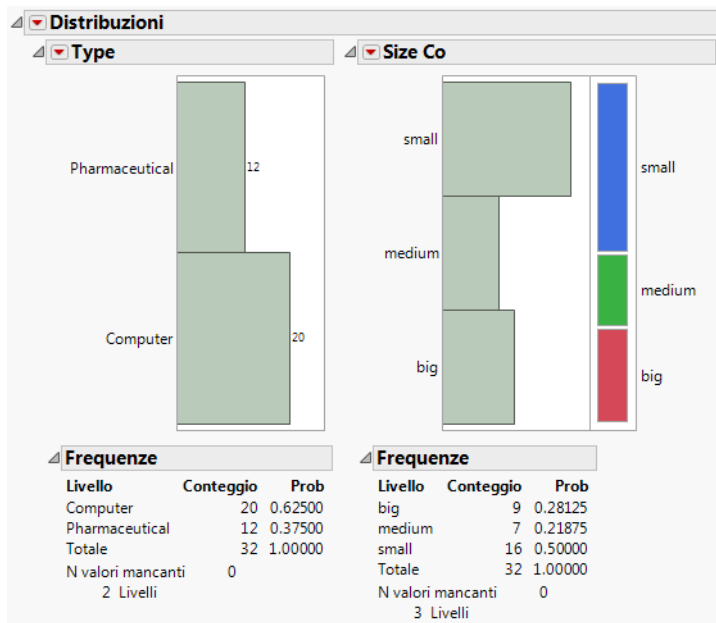 Distribuzioni
Type
Pharmaceutical
12
Computer
20
Frequenze
Livello Conteggio Prob
Computer 20 0.62500
Pharmaceutical 12 0.37500
Totale 32 1.00000
N valori mancanti 0
2 Livelli
Size Co
small
medium
big
small
medium
big
Frequenze
Livello Conteggio Prob
big 9 0.28125
medium 7 0.21875
small 16 0.50000
Totale 32 1.00000
N valori mancanti 0
3 Livelli